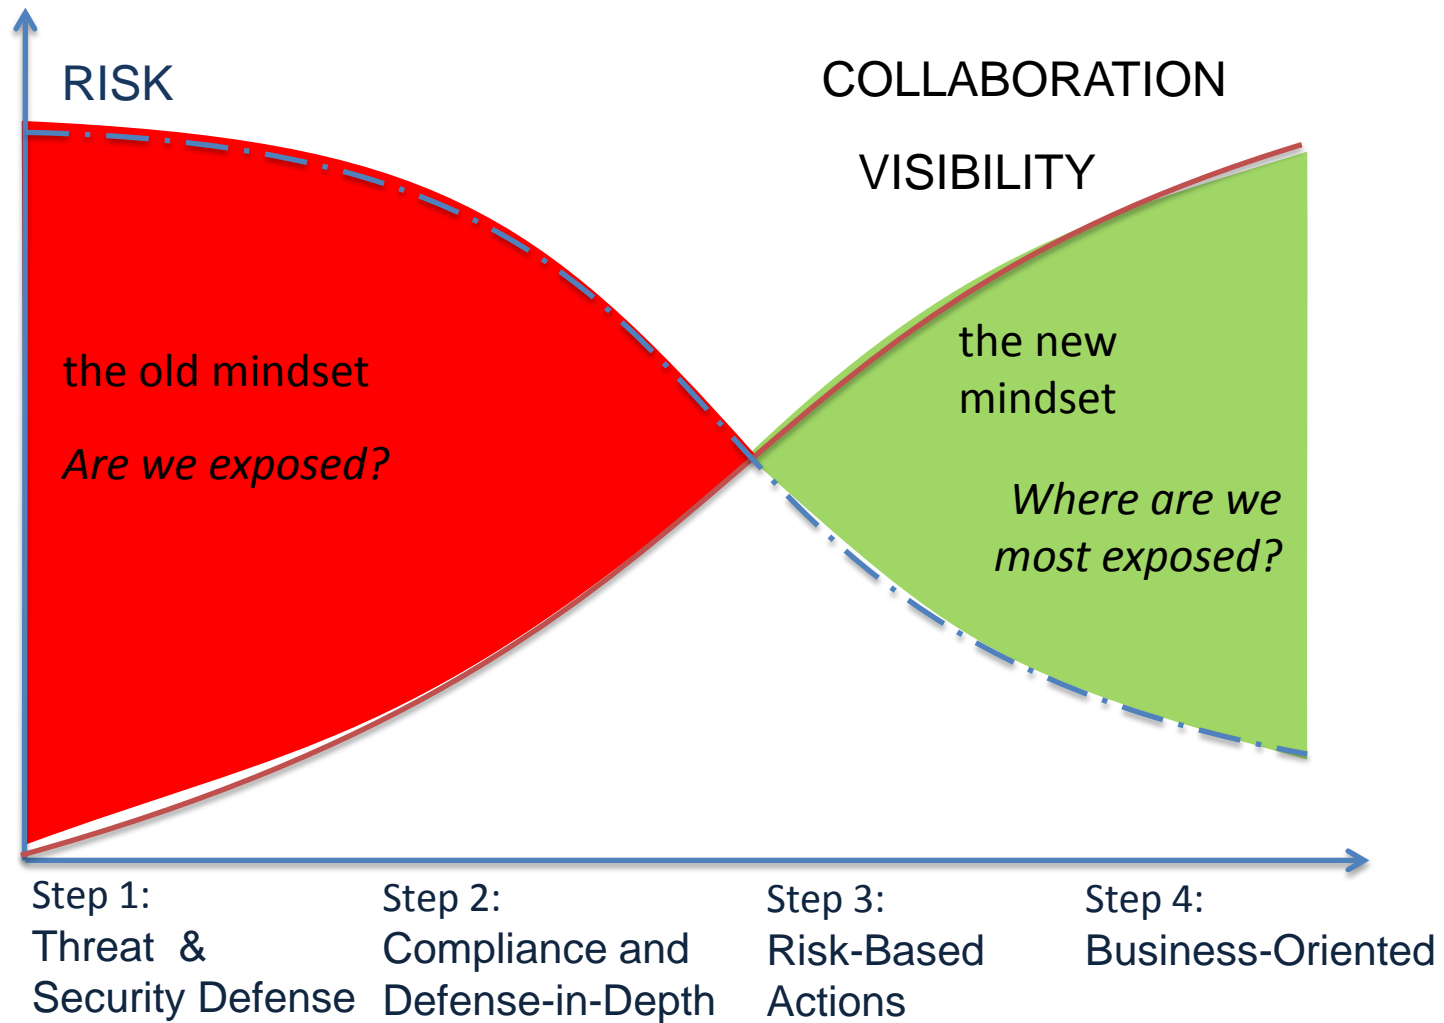 RISK
COLLABORATION
VISIBILITY
the old mindset
Are we exposed?
the new
mindset
Where are we
most exposed?
Step 1:
Threat &
Security Defense
Step 2:
Compliance and
Defense-in-Depth
Step 3:
Risk-Based
Actions
Step 4:
Business-Oriented